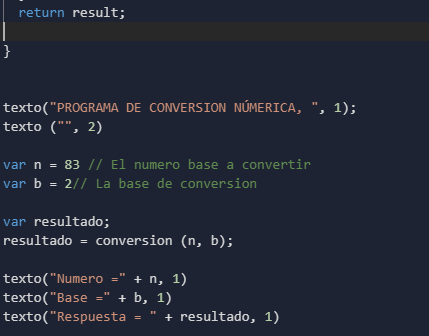 return result;
}
texto("PROGRAMA DE CONVERSION NÚMERICA, ", 1);
texto ("", 2)
var n = 83 // El numero base a convertir
var b = 2// La base de conversion
var resultado;
resultado = conversion (n, b);
texto("Numero =" + n, 1)
texto("Base =" + b, 1)
texto("Respuesta = " + resultado, 1)